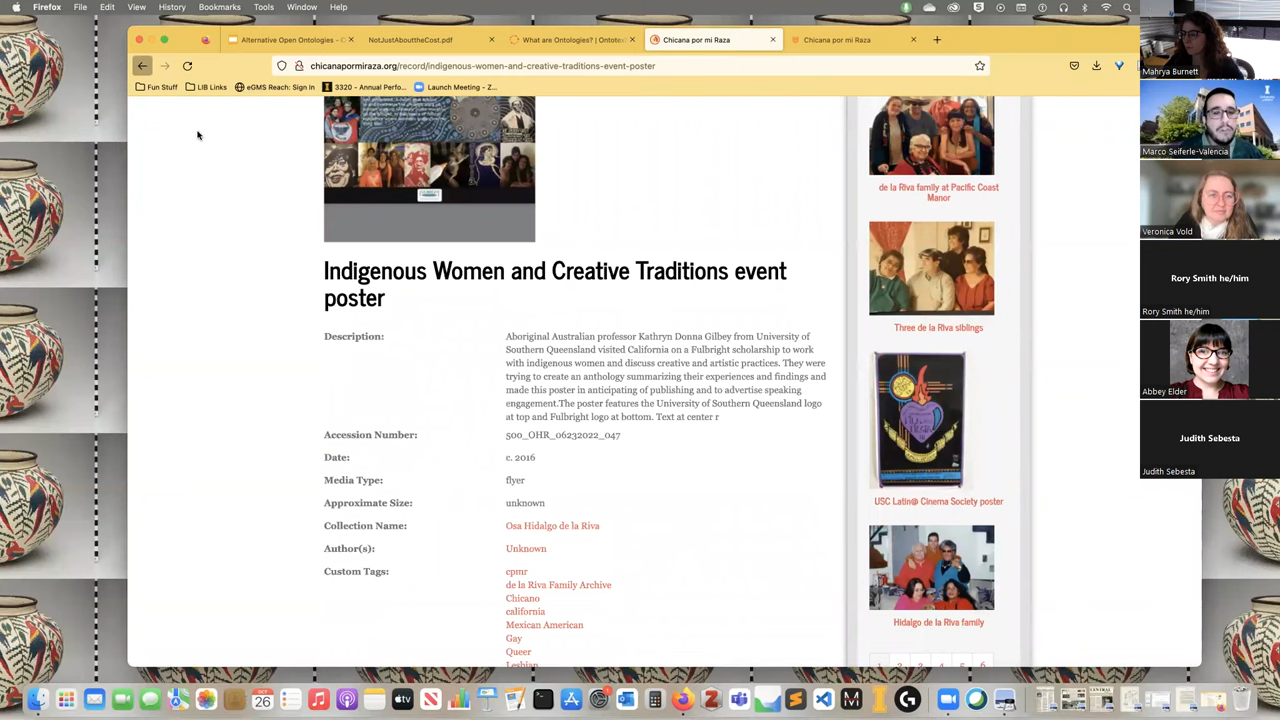 Firefox File Edit View History Bookmarks Tools Window Help
Alternative Open Ontologies - G
NotJustAbouttheCost.pdf
What are Ontologies? | Ontotext
Chicana por mi Raza
Chicana por mi Raza
chicanapormiraza.org/record/indigenous-women-and-creative-traditions-event-poster
Fun Stuff
LIB Links
eGMS Reach: Sign In
3320 - Annual Perfo...
Launch Meeting - Z...
Indigenous Women and Creative Traditions event
poster
Description:
Aboriginal Australian professor Kathryn Donna Gilbey from University of
Southern Queensland visited California on a Fulbright scholarship to work
with indigenous women and discuss creative and artistic practices. They were
trying to create an anthology summarizing their experiences and findings and
made this poster in anticipating of publishing and to advertise speaking
engagement.The poster features the University of Southern Queensland logo
at top and Fulbright logo at bottom. Text at center r
Accession Number: 500_OHR_06232022_047
Date: c. 2016
Media Type: flyer
Approximate Size: unknown
Collection Name: Osa Hidalgo de la Riva
Author(s): Unknown
Custom Tags: cpmr
de la Riva Family Archive
Chicano
california
Mexican American
Gay
Queer
Lesbian
de la Riva family at Pacific Coast
Manor
Three de la Riva siblings
USC Latin@ Cinema Society poster
Hidalgo de la Riva family
1 2 3 4 5 6
Mahrya Burnett
Marco Seiferle-Valencia
Veronica Vold
Rory Smith he/him
Rory Smith he/him
Abbey Elder
Judith Sebesta
Judith Sebesta
OCT
26